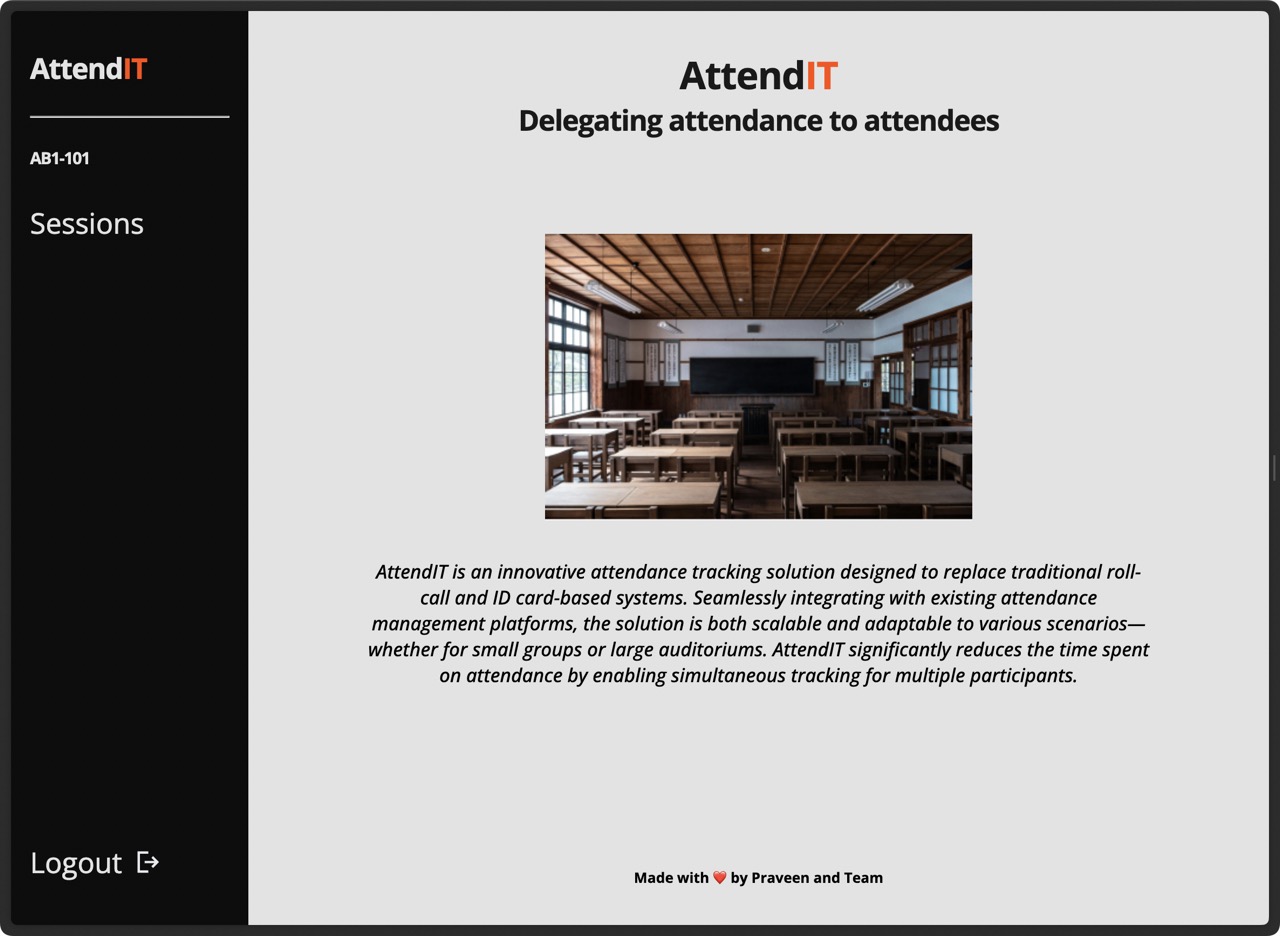 AttendIT
AB1-101
Sessions
Logout
AttendIT
Delegating attendance to attendees
AttendIT is an innovative attendance tracking solution designed to replace traditional roll-
call and ID card-based systems. Seamlessly integrating with existing attendance
management platforms, the solution is both scalable and adaptable to various scenarios—
whether for small groups or large auditoriums. AttendIT significantly reduces the time spent
on attendance by enabling simultaneous tracking for multiple participants.
Made with ❤️ by Praveen and Team